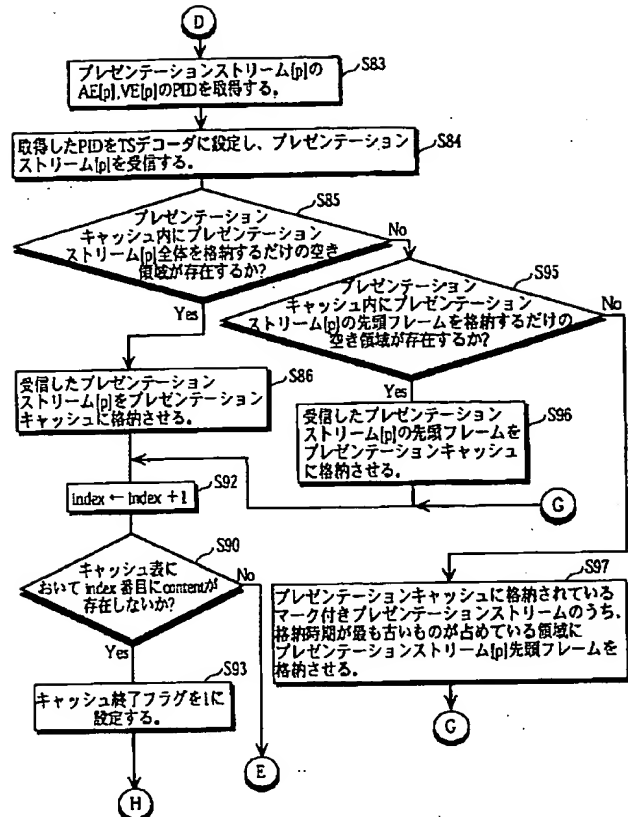 D
プレゼンテーションストリーム[p]の
AE[p],VE[p]のPIDを取得する。
S83
取得したPIDをTSデコーダに設定し、プレゼンテーション
ストリーム[p]を受信する。
S84
プレゼンテーション
キャッシュ内にプレゼンテーション
ストリーム[p]全体を格納するだけの空き
領域が存在するか?
S85
No
Yes
プレゼンテーション
キャッシュ内にプレゼンテーション
ストリーム[p]の先頭フレームを格納するだけの
空き領域が存在するか?
S95
No
Yes
受信したプレゼンテーション
ストリーム[p]をプレゼンテーション
キャッシュに格納させる。
S86
受信したプレゼンテーション
ストリーム[p]の先頭フレームを
プレゼンテーションキャッシュ
に格納させる。
S96
index ← index + 1
S92
G
キャッシュ表に
おいて index 番目にcontentが
存在しないか?
S90
No
Yes
プレゼンテーションキャッシュに格納されている
マーク付きプレゼンテーションストリームのうち、
格納時期が最も古いものが占めている領域に
プレゼンテーションストリーム[p]先頭フレームを
格納させる。
S97
キャッシュ終了フラグを1に
設定する。
S93
G
E
H